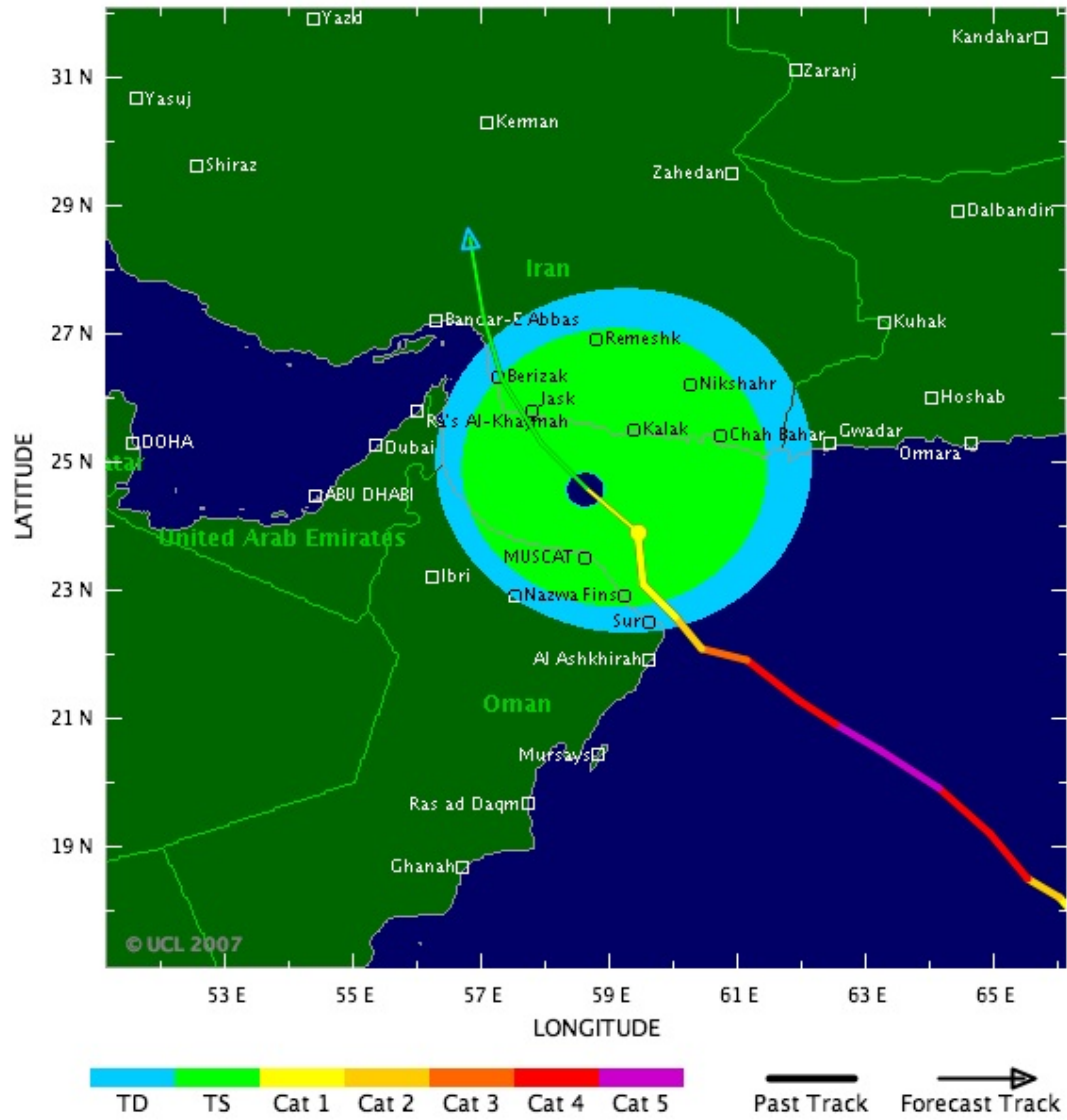 Yazd
Kandahar
31 N
Zaranj
Yasuj
Kerman
Shiraz
Zahedan
29 N
Dalbandin
Iran
27 N
Bandar-E Abbas
Kuhak
Remeshk
Berizak
Nikshahr
Jask
Hoshab
Ra's Al-Khaymah
Kalak
Chah Bahar
Gwadar
DOHA
Dubai
Ormara
25 N
LATITUDE
ABU DHABI
United Arab Emirates
MUSCAT
Ibri
23 N
Nazwa
Fins
Sur
Al Ashkhirah
Oman
21 N
Mursays
Ras ad Daqm
19 N
Ghanah
© UCL 2007
53 E 55 E 57 E 59 E 61 E 63 E 65 E
LONGITUDE
TD TS Cat 1 Cat 2 Cat 3 Cat 4 Cat 5 Past Track Forecast Track